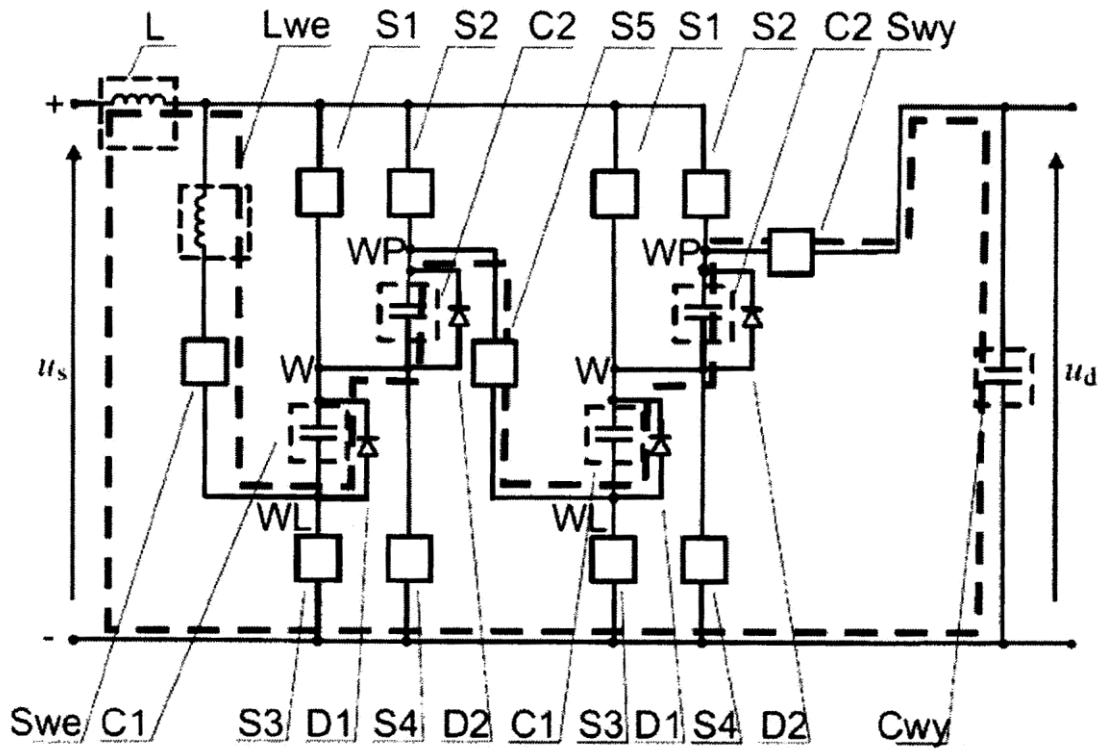 L Lwe S1 S2 C2 S5 S1 S2 C2 Swy
+
WP WP
us W W ud
WL WL
-
Swe C1 S3 D1 S4 D2 C1 S3 D1 S4 D2 Cwy